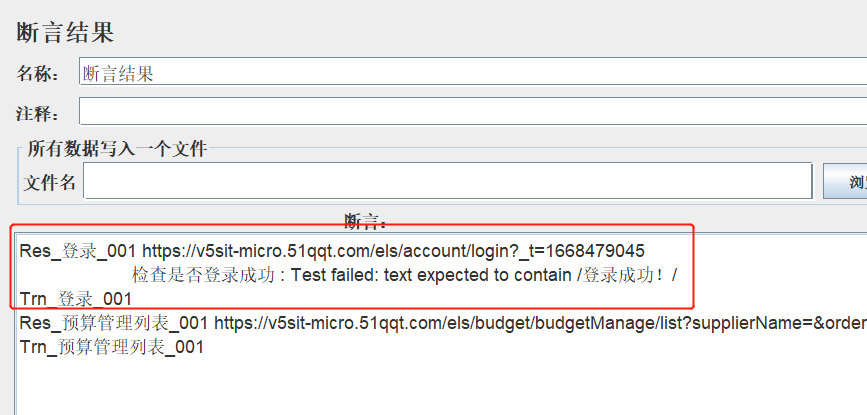 断言结果
名称： 断言结果
注释：
所有数据写入一个文件
文件名 浏览
断言：
Res_登录_001 https://v5sit-micro.51qqt.com/els/account/login?_t=1668479045
检查是否登录成功 : Test failed: text expected to contain /登录成功！/
Trn_登录_001
Res_预算管理列表_001 https://v5sit-micro.51qqt.com/els/budget/budgetManage/list?supplierName=&order
Trn_预算管理列表_001